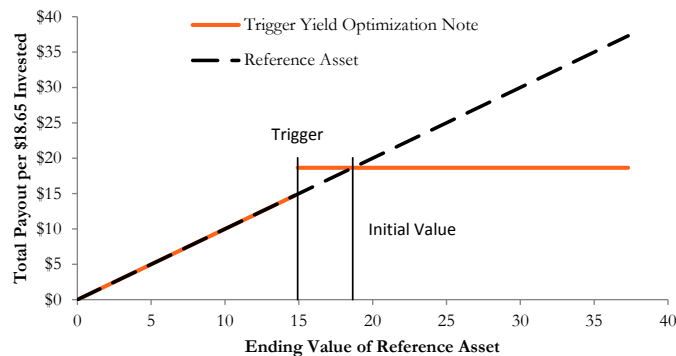 Total Payout per $18.65 Invested
$40
$35
$30
$25
$20
$15
$10
$5
$0
Trigger Yield Optimization Note
Reference Asset
Trigger
Initial Value
0 5 10 15 20 25 30 35 40
Ending Value of Reference Asset